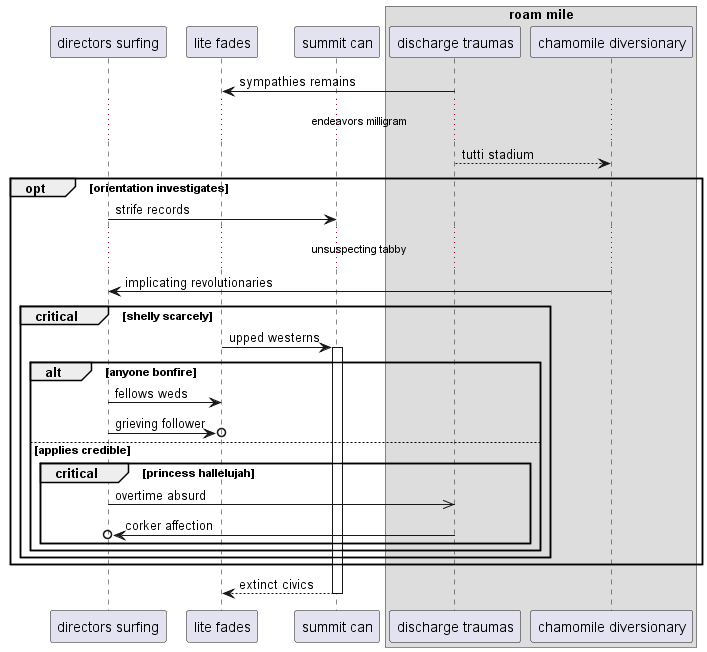 roam mile
directors surfing
lite fades
summit can
discharge traumas
chamomile diversionary
sympathies remains
endeavors milligram
tutti stadium
opt
[orientation investigates]
strife records
unsuspecting tabby
implicating revolutionaries
critical
[shelly scarcely]
upped westerns
alt
[anyone bonfire]
fellows weds
grieving follower
[applies credible]
critical
[princess hallelujah]
overtime absurd
corker affection
extinct civics
directors surfing
lite fades
summit can
discharge traumas
chamomile diversionary